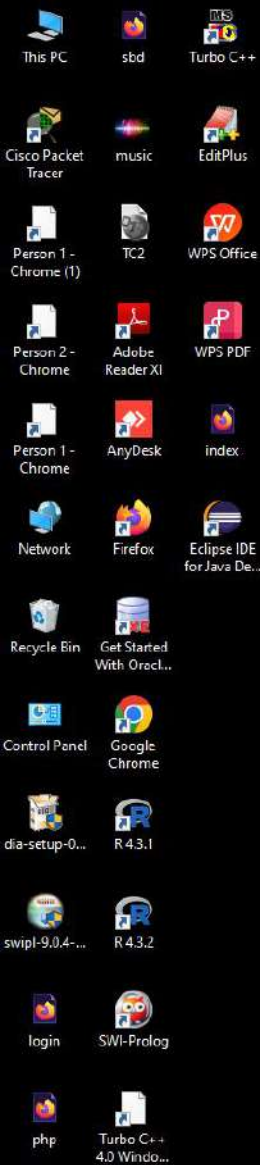 This PC
sbd
Turbo C++
Cisco Packet
Tracer
music
EditPlus
Person 1 -
Chrome (1)
TC2
WPS Office
Person 2 -
Chrome
Adobe
Reader XI
WPS PDF
Person 1 -
Chrome
AnyDesk
index
Network
Firefox
Eclipse IDE
for Java De...
Recycle Bin
Get Started
With Oracl...
Control Panel
Google
Chrome
dia-setup-0...
R 4.3.1
swipl-9.0.4-...
R 4.3.2
login
SWI-Prolog
php
Turbo C++
4.0 Windo...